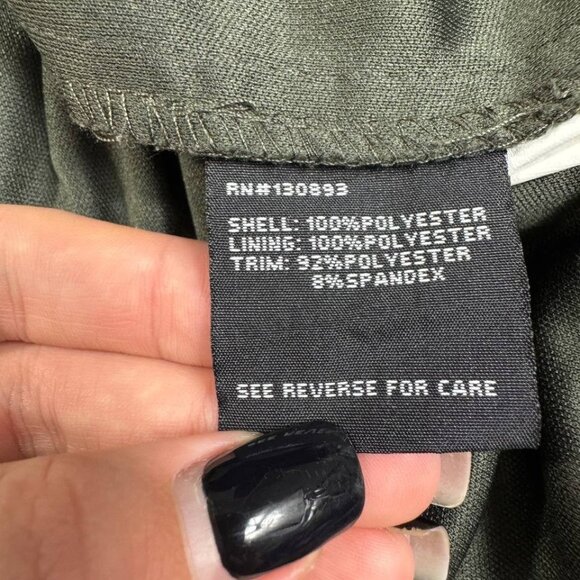 RN#130893
SHELL: 100%POLYESTER
LINING: 100%POLYESTER
TRIM: 92%POLYESTER
8%SPANDEX
SEE REVERSE FOR CARE